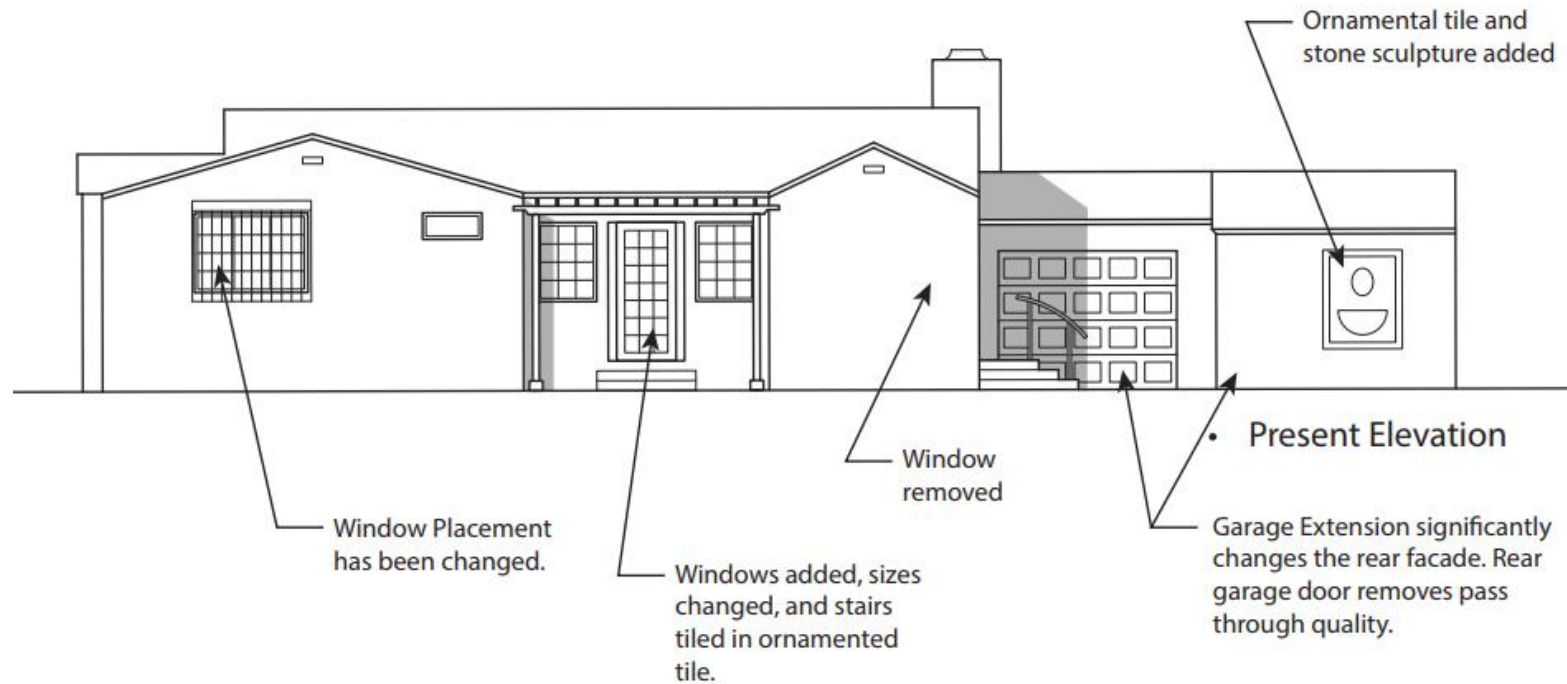 Ornamental tile and
stone sculpture added
• Present Elevation
Window
removed
Window Placement
has been changed.
Garage Extension significantly
changes the rear facade. Rear
garage door removes pass
through quality.
Windows added, sizes
changed, and stairs
tiled in ornamented
tile.